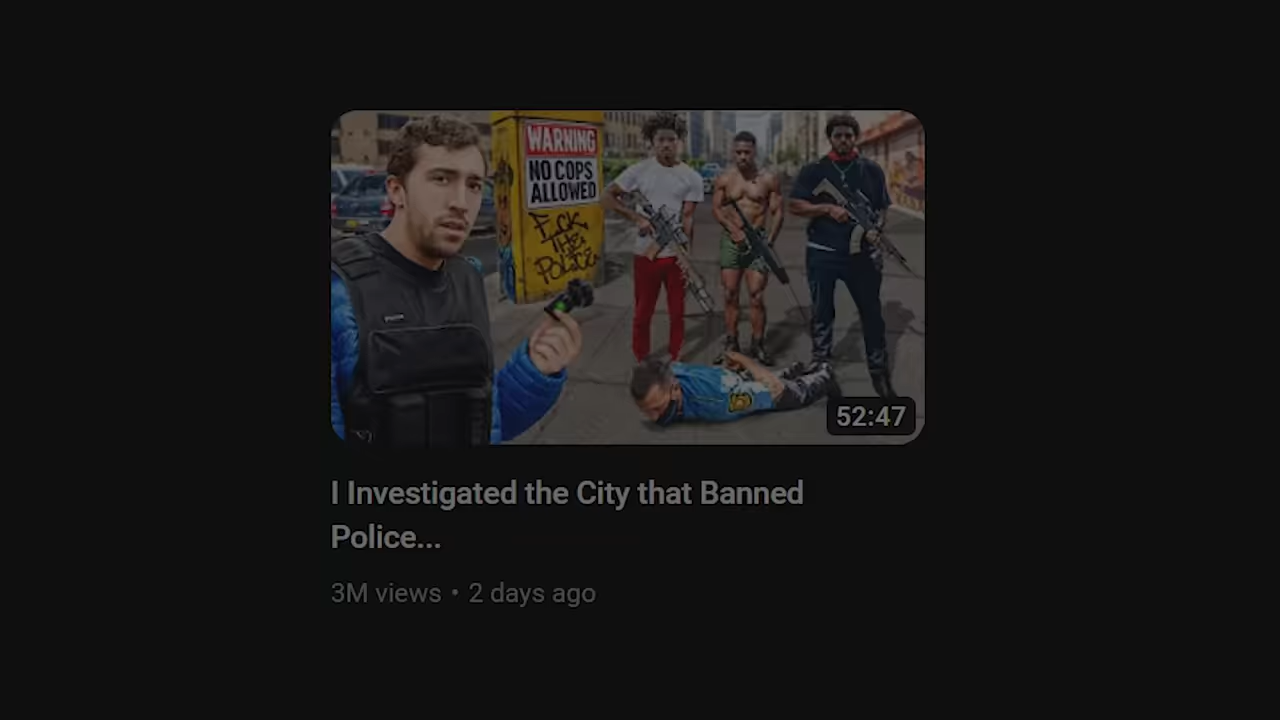 WARNING
NO COPS
ALLOWED
F.CK
THE
POLICE
52:47
I Investigated the City that Banned
Police...
3M views • 2 days ago